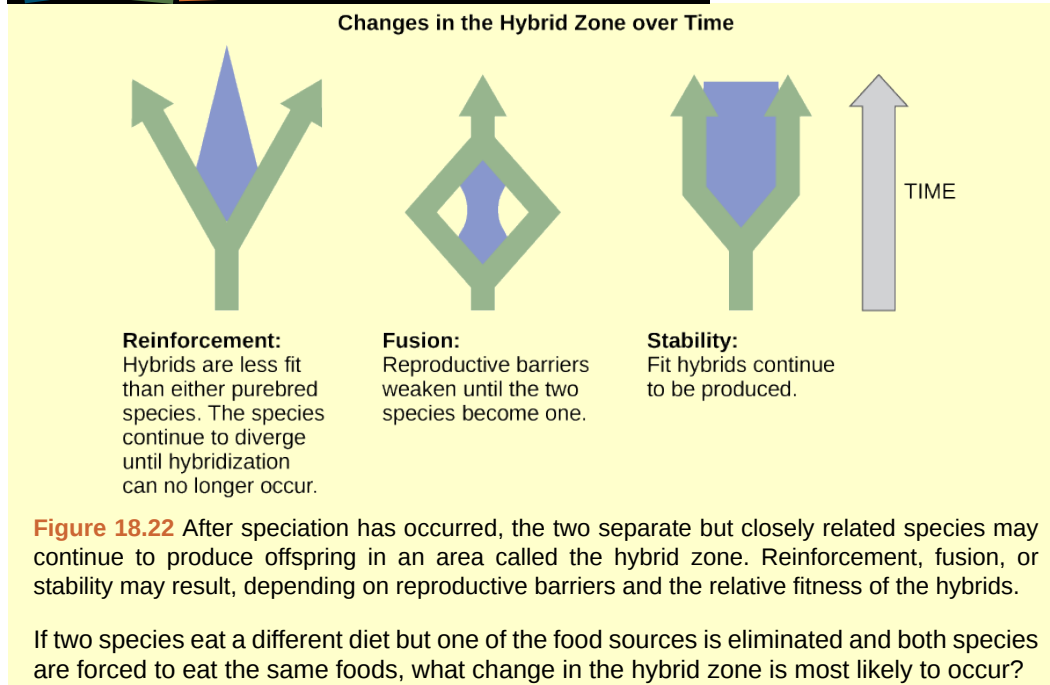 Changes in the Hybrid Zone over Time
TIME
Reinforcement:
Hybrids are less fit
than either purebred
species. The species
continue to diverge
until hybridization
can no longer occur.
Fusion:
Reproductive barriers
weaken until the two
species become one.
Stability:
Fit hybrids continue
to be produced.
Figure 18.22 After speciation has occurred, the two separate but closely related species may
continue to produce offspring in an area called the hybrid zone. Reinforcement, fusion, or
stability may result, depending on reproductive barriers and the relative fitness of the hybrids.
If two species eat a different diet but one of the food sources is eliminated and both species
are forced to eat the same foods, what change in the hybrid zone is most likely to occur?